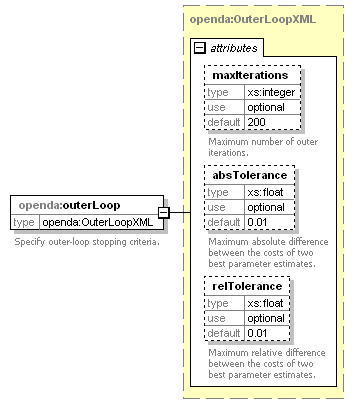 openda:OuterLoopXML
attributes
maxIterations
type xs:integer
use optional
default 200
Maximum number of outer
iterations.
absTolerance
type xs:float
use optional
default 0.01
Maximum absolute difference
between the costs of two
best parameter estimates.
openda:outerLoop
type openda:OuterLoopXML
Specify outer-loop stopping criteria.
relTolerance
type xs:float
use optional
default 0.01
Maximum relative difference
between the costs of two
best parameter estimates.